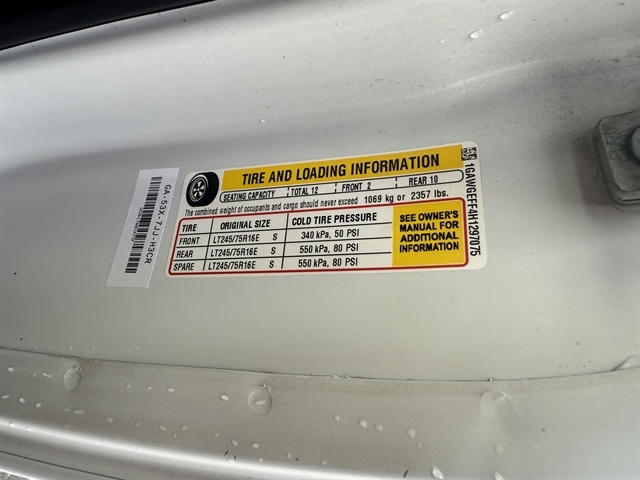 TIRE AND LOADING INFORMATION
SEATING CAPACITY TOTAL 12 FRONT 2 REAR 10
The combined weight of occupants and cargo should never exceed 1069 kg or 2357 lbs.
TIRE ORIGINAL SIZE COLD TIRE PRESSURE
FRONT LT245/75R16E S 340 kPa, 50 PSI
REAR LT245/75R16E S 550 kPa, 80 PSI
SPARE LT245/75R16E S 550 kPa, 80 PSI
SEE OWNER'S
MANUAL FOR
ADDITIONAL
INFORMATION
1GAWGEFF4H1297075
GA-53X-7JJ-H3CR